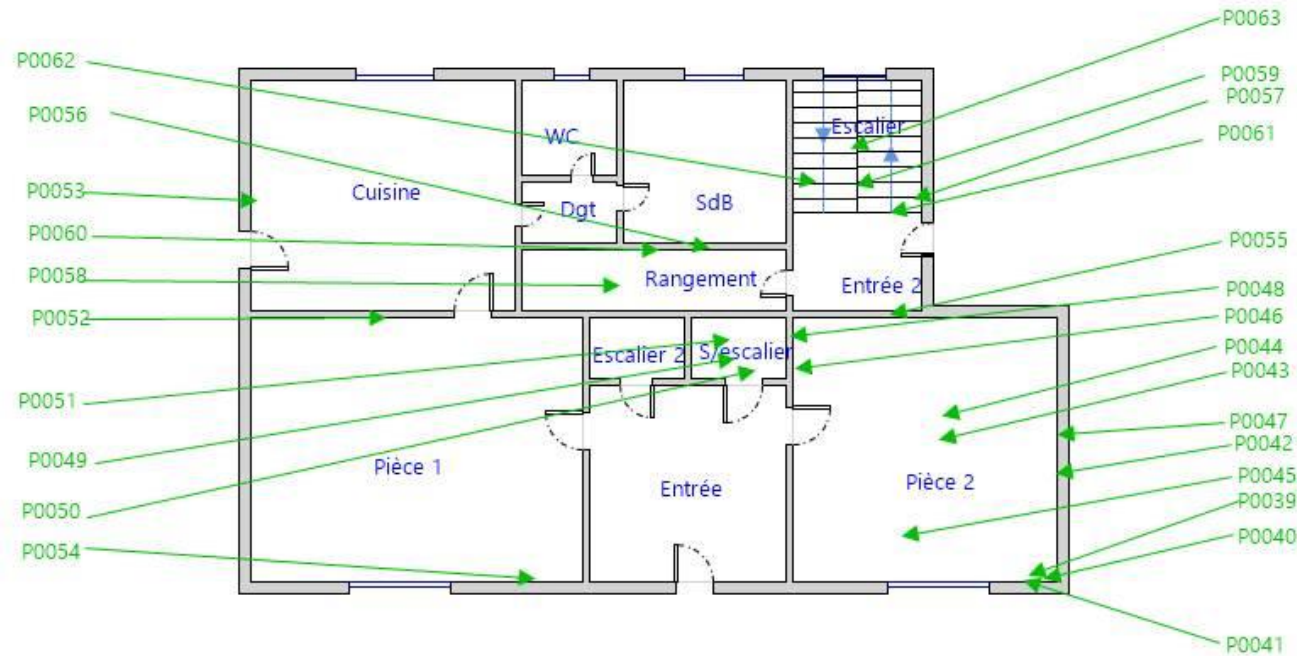 P0063
P0062
P0059
P0057
Escalier
P0056
WC
P0061
P0053
Cuisine
Dgt
SdB
P0060
P0055
P0058
Rangement
Entrée 2
P0048
P0052
P0046
P0044
Escalier 2
S/escalier
P0043
P0051
P0047
P0042
P0049
Pièce 1
Entrée
Pièce 2
P0045
P0039
P0050
P0040
P0054
P0041